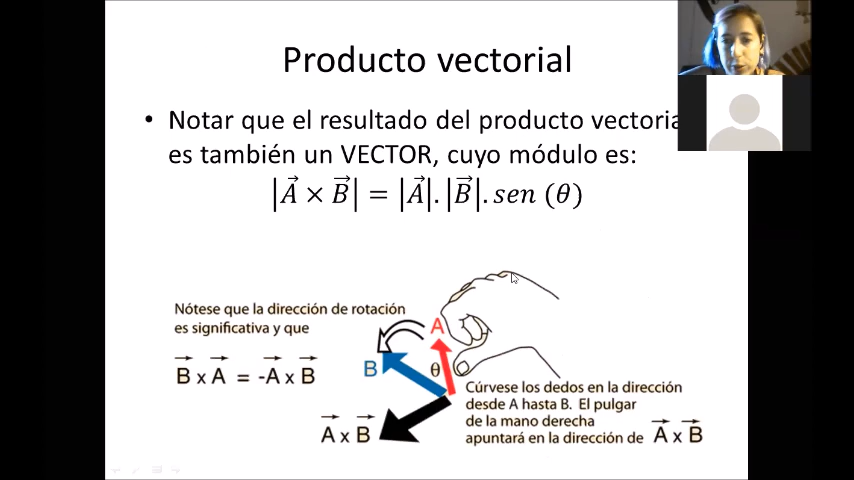 Producto vectorial
• Notar que el resultado del producto vectoria
es también un VECTOR, cuyo módulo es:
|A⃗ × B⃗| = |A⃗|.|B⃗|. sen (θ)
Nótese que la dirección de rotación
es significativa y que
B⃗ x A⃗ = -A⃗ x B⃗
A
B
θ
A⃗ x B⃗
Cúrvese los dedos en la dirección
desde A hasta B. El pulgar
de la mano derecha
apuntará en la dirección de A⃗ x B⃗